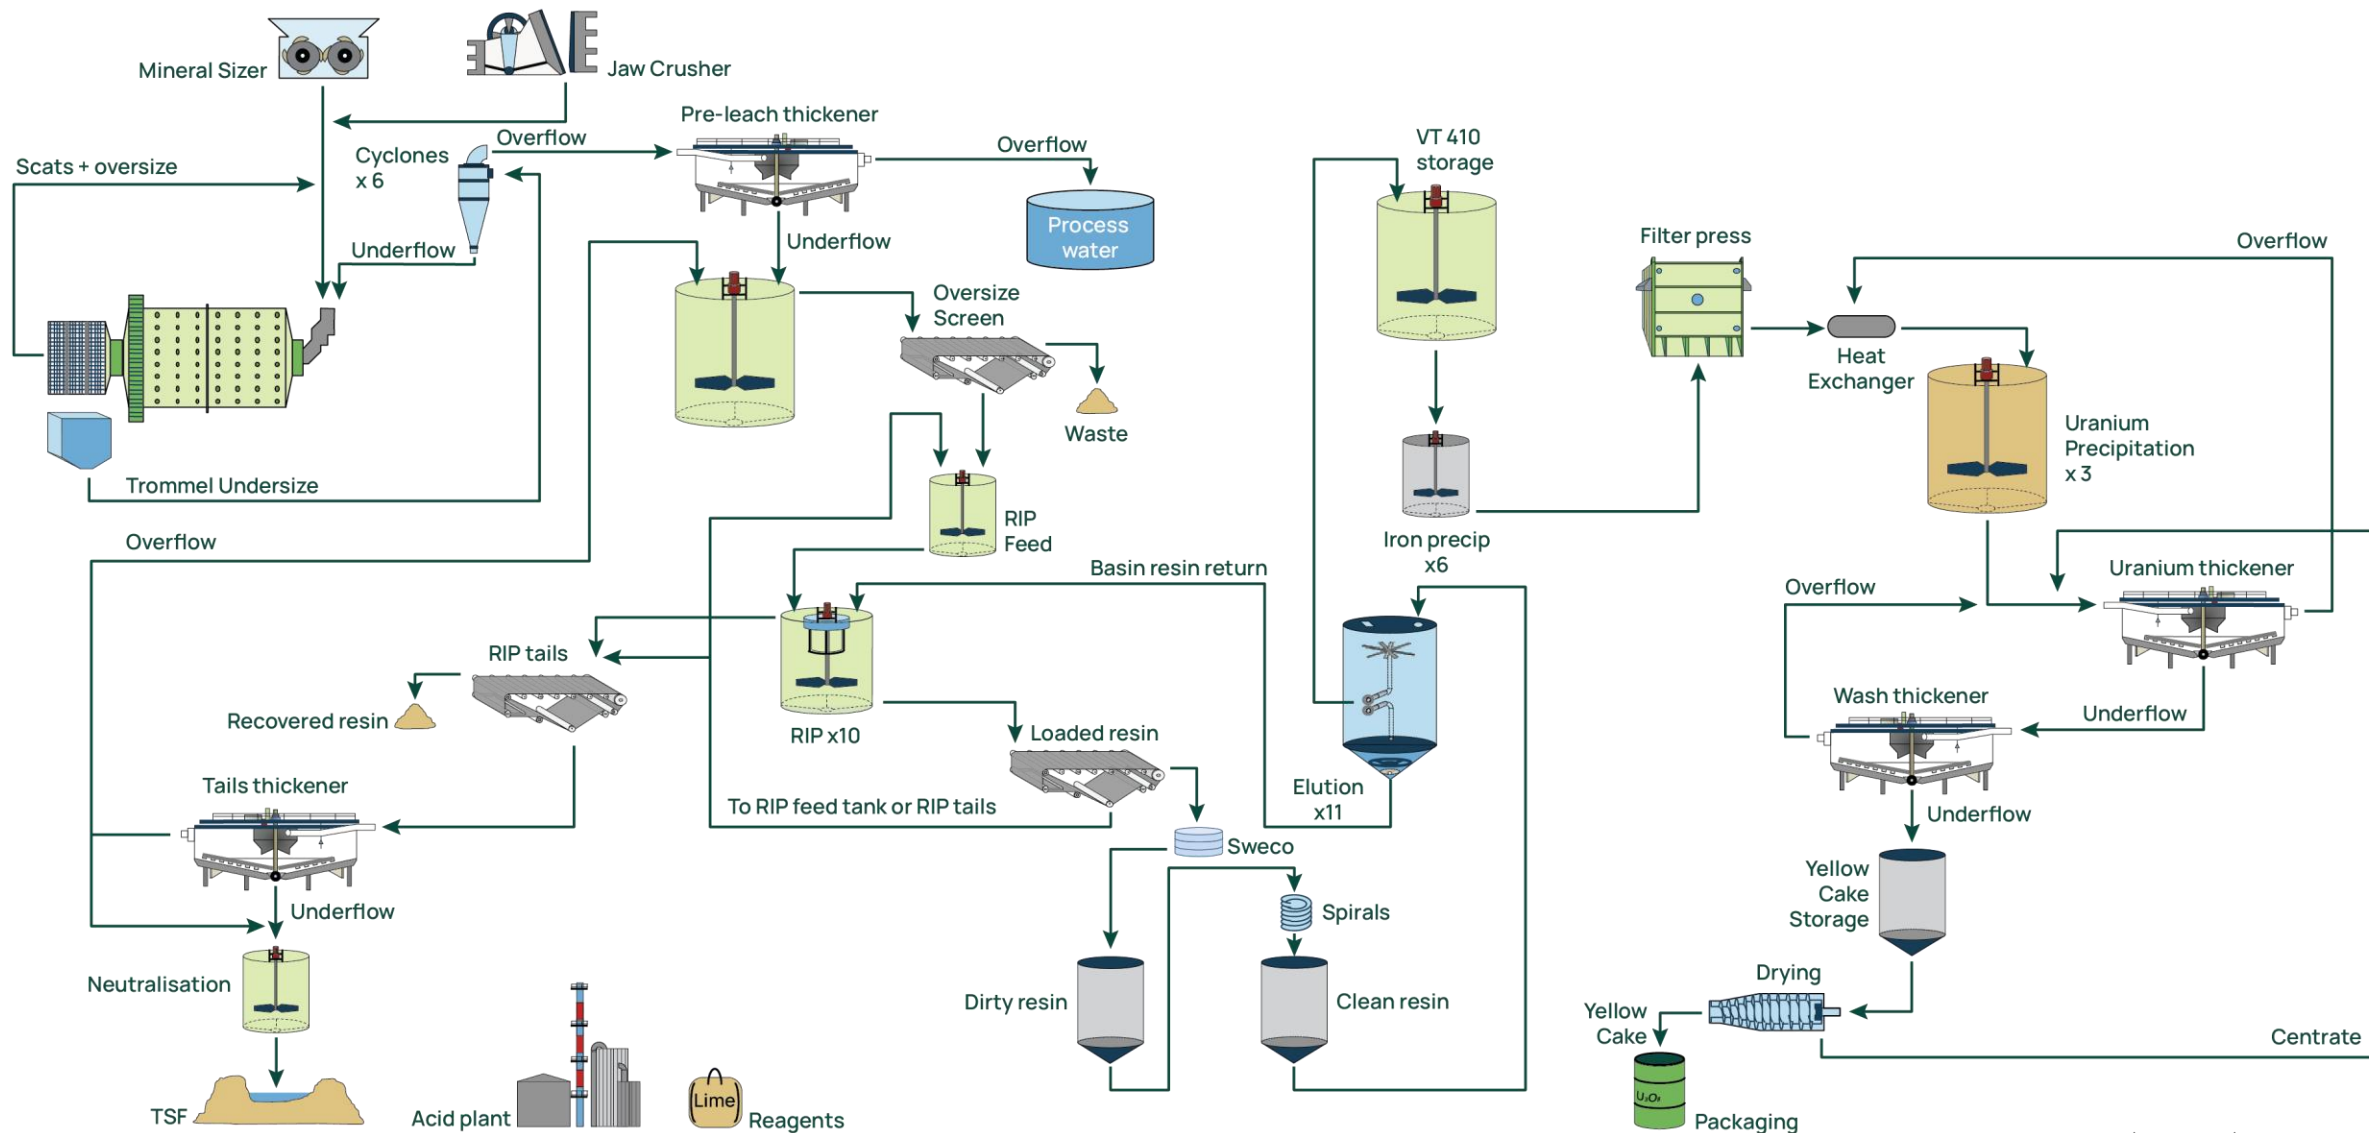 Mineral Sizer
Jaw Crusher
Scats + oversize
Cyclones
x 6
Overflow
Underflow
Trommel Undersize
Pre-leach thickener
Overflow
Process
water
Underflow
Oversize
Screen
Waste
RIP
Feed
Overflow
Basin resin return
RIP tails
Recovered resin
RIP x10
Loaded resin
To RIP feed tank or RIP tails
Tails thickener
Underflow
Neutralisation
TSF
Acid plant
Lime
Reagents
Sweco
Dirty resin
Spirals
Clean resin
Elution
x11
VT 410
storage
Iron precip
x6
Filter press
Heat
Exchanger
Overflow
Uranium
Precipitation
x 3
Uranium thickener
Overflow
Underflow
Wash thickener
Underflow
Yellow
Cake
Storage
Drying
Centrate
Yellow
Cake
U₃O₈
Packaging